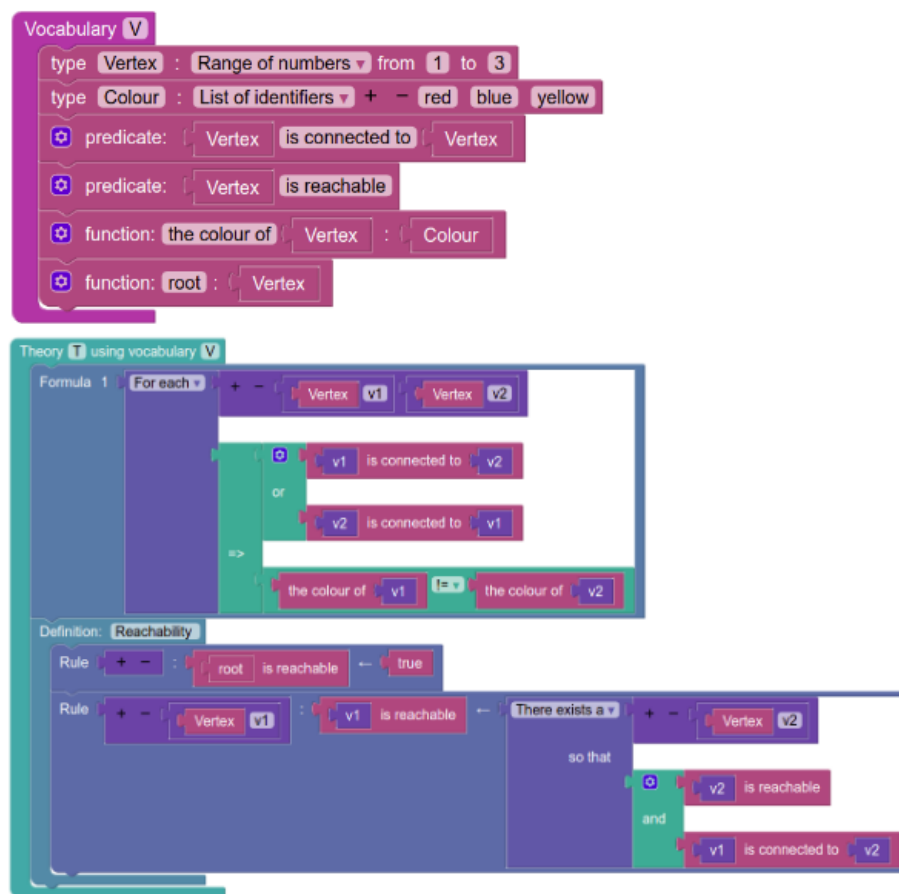 Vocabulary V
type Vertex : Range of numbers ▾ from 1 to 3
type Colour : List of identifiers ▾ + - red blue yellow
predicate: Vertex is connected to Vertex
predicate: Vertex is reachable
function: the colour of Vertex : Colour
function: root : Vertex
Theory T using vocabulary V
Formula 1 For each ▾ + - Vertex v1 Vertex v2
v1 is connected to v2
or
v2 is connected to v1
=>
the colour of v1 != ▾ the colour of v2
Definition: Reachability
Rule + - : root is reachable ← true
Rule + - Vertex v1 : v1 is reachable ← There exists a ▾ + - Vertex v2
so that
v2 is reachable
and
v1 is connected to v2